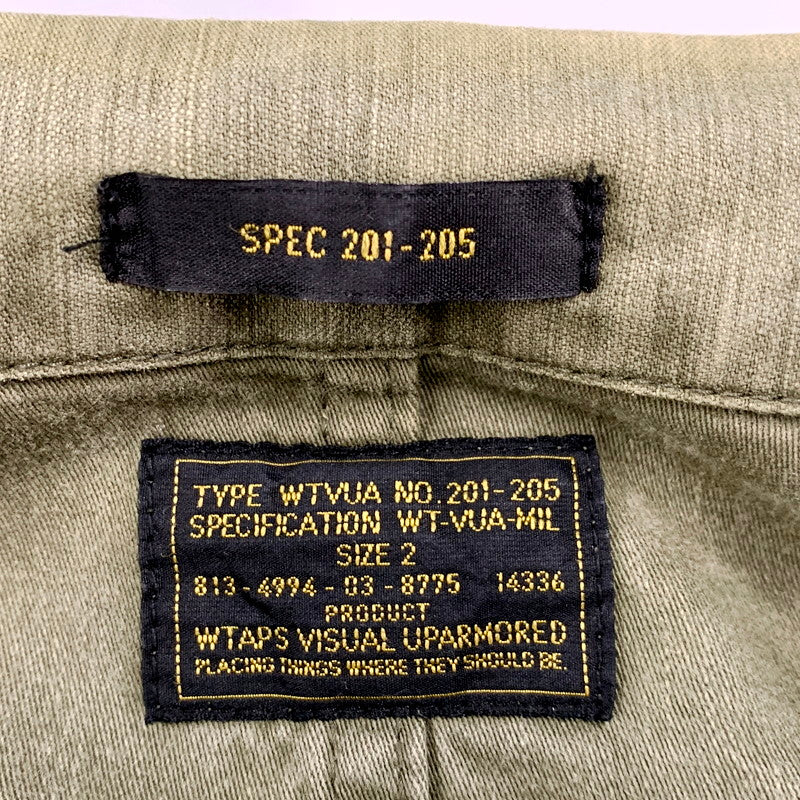 SPEC 201-205
TYPE WTVUA NO.201-205
SPECIFICATION WT-VUA-MIL
SIZE 2
813-4994-03-8775 14336
PRODUCT
WTAPS VISUAL UPARMORED
PLACING THINGS WHERE THEY SHOULD BE.